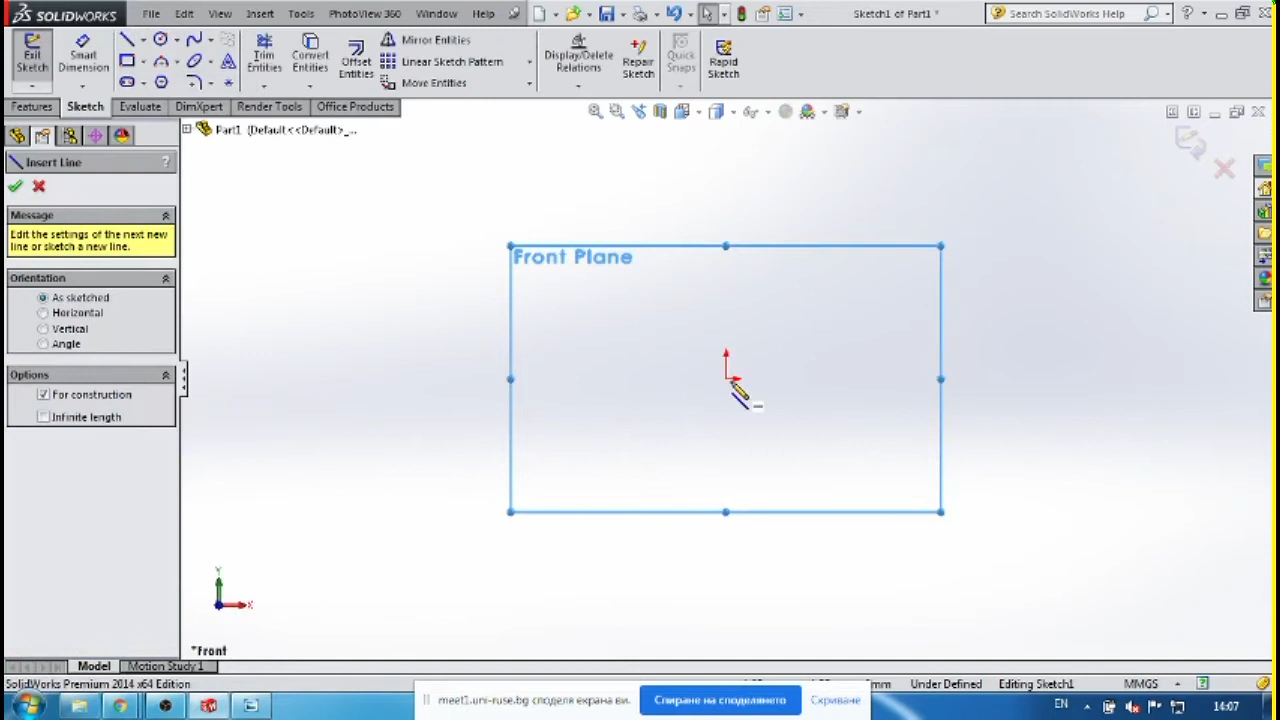 SOLIDWORKS
File Edit View Insert Tools PhotoView 360 Window Help
Sketch1 of Part1 *
Search SolidWorks Help
Exit Sketch
Smart Dimension
Trim Entities
Convert Entities
Offset Entities
Mirror Entities
Linear Sketch Pattern
Move Entities
Display/Delete Relations
Repair Sketch
Quick Snaps
Rapid Sketch
Features Sketch Evaluate DimXpert Render Tools Office Products
Part1 (Default<<Default>_...
Insert Line ?
Message
Edit the settings of the next new
line or sketch a new line.
Orientation
As sketched
Horizontal
Vertical
Angle
Options
For construction
Infinite length
Front Plane
Y
X
*Front
Model Motion Study 1
SolidWorks Premium 2014 x64 Edition
Under Defined Editing Sketch1 MMGS
meet1.uni-ruse.bg споделя екрана ви. Спиране на споделянето Скриване
EN 14:07